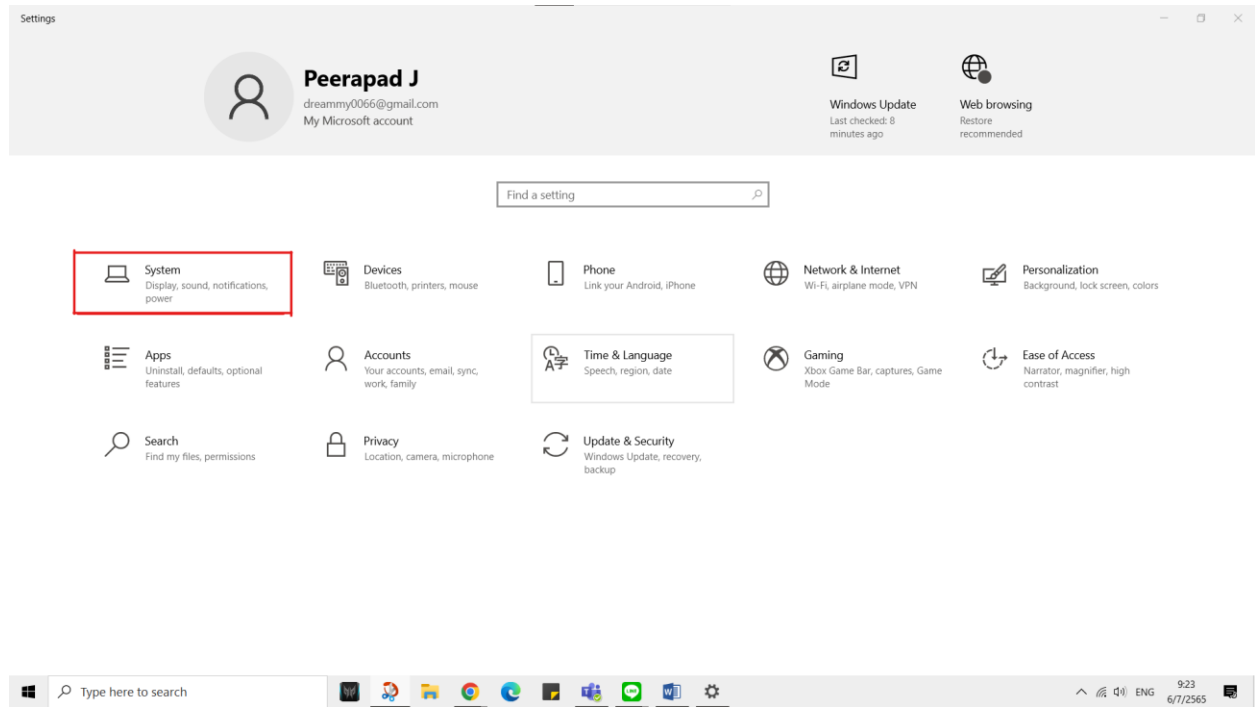 Settings
Peerapad J
dreammy0066@gmail.com
My Microsoft account
Windows Update
Last checked: 8
minutes ago
Web browsing
Restore
recommended
Find a setting
System
Display, sound, notifications,
power
Devices
Bluetooth, printers, mouse
Phone
Link your Android, iPhone
Network & Internet
Wi-Fi, airplane mode, VPN
Personalization
Background, lock screen, colors
Apps
Uninstall, defaults, optional
features
Accounts
Your accounts, email, sync,
work, family
Time & Language
Speech, region, date
Gaming
Xbox Game Bar, captures, Game
Mode
Ease of Access
Narrator, magnifier, high
contrast
Search
Find my files, permissions
Privacy
Location, camera, microphone
Update & Security
Windows Update, recovery,
backup
Type here to search
ENG
9:23
6/7/2565